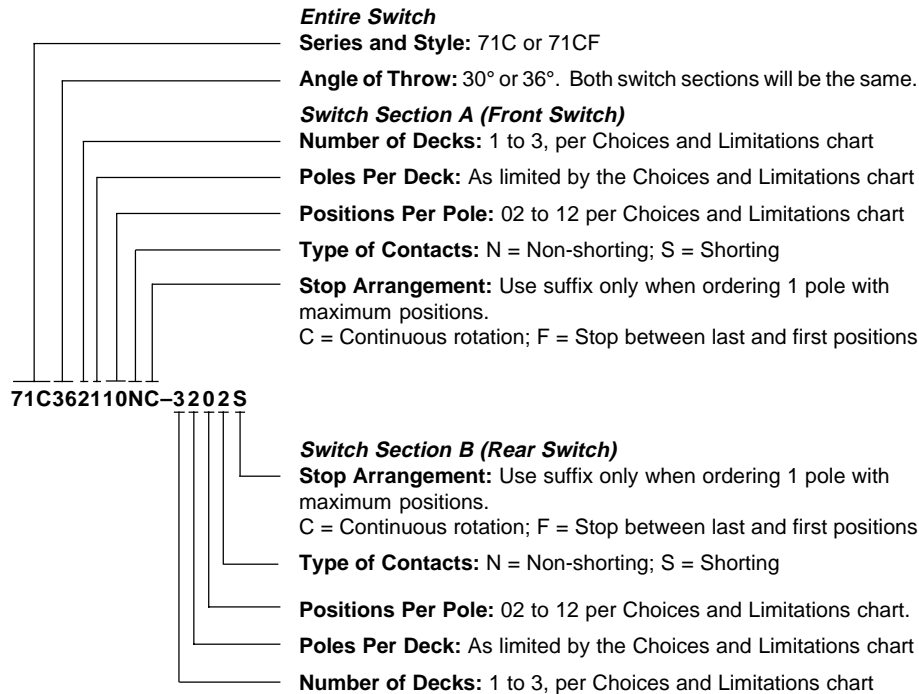 Entire Switch
Series and Style: 71C or 71CF
Angle of Throw: 30° or 36°. Both switch sections will be the same.
Switch Section A (Front Switch)
Number of Decks: 1 to 3, per Choices and Limitations chart
Poles Per Deck: As limited by the Choices and Limitations chart
Positions Per Pole: 02 to 12 per Choices and Limitations chart
Type of Contacts: N = Non-shorting; S = Shorting
Stop Arrangement: Use suffix only when ordering 1 pole with
maximum positions.
C = Continuous rotation; F = Stop between last and first positions
71C362110NC–3202S
Switch Section B (Rear Switch)
Stop Arrangement: Use suffix only when ordering 1 pole with
maximum positions.
C = Continuous rotation; F = Stop between last and first positions
Type of Contacts: N = Non-shorting; S = Shorting
Positions Per Pole: 02 to 12 per Choices and Limitations chart.
Poles Per Deck: As limited by the Choices and Limitations chart
Number of Decks: 1 to 3, per Choices and Limitations chart